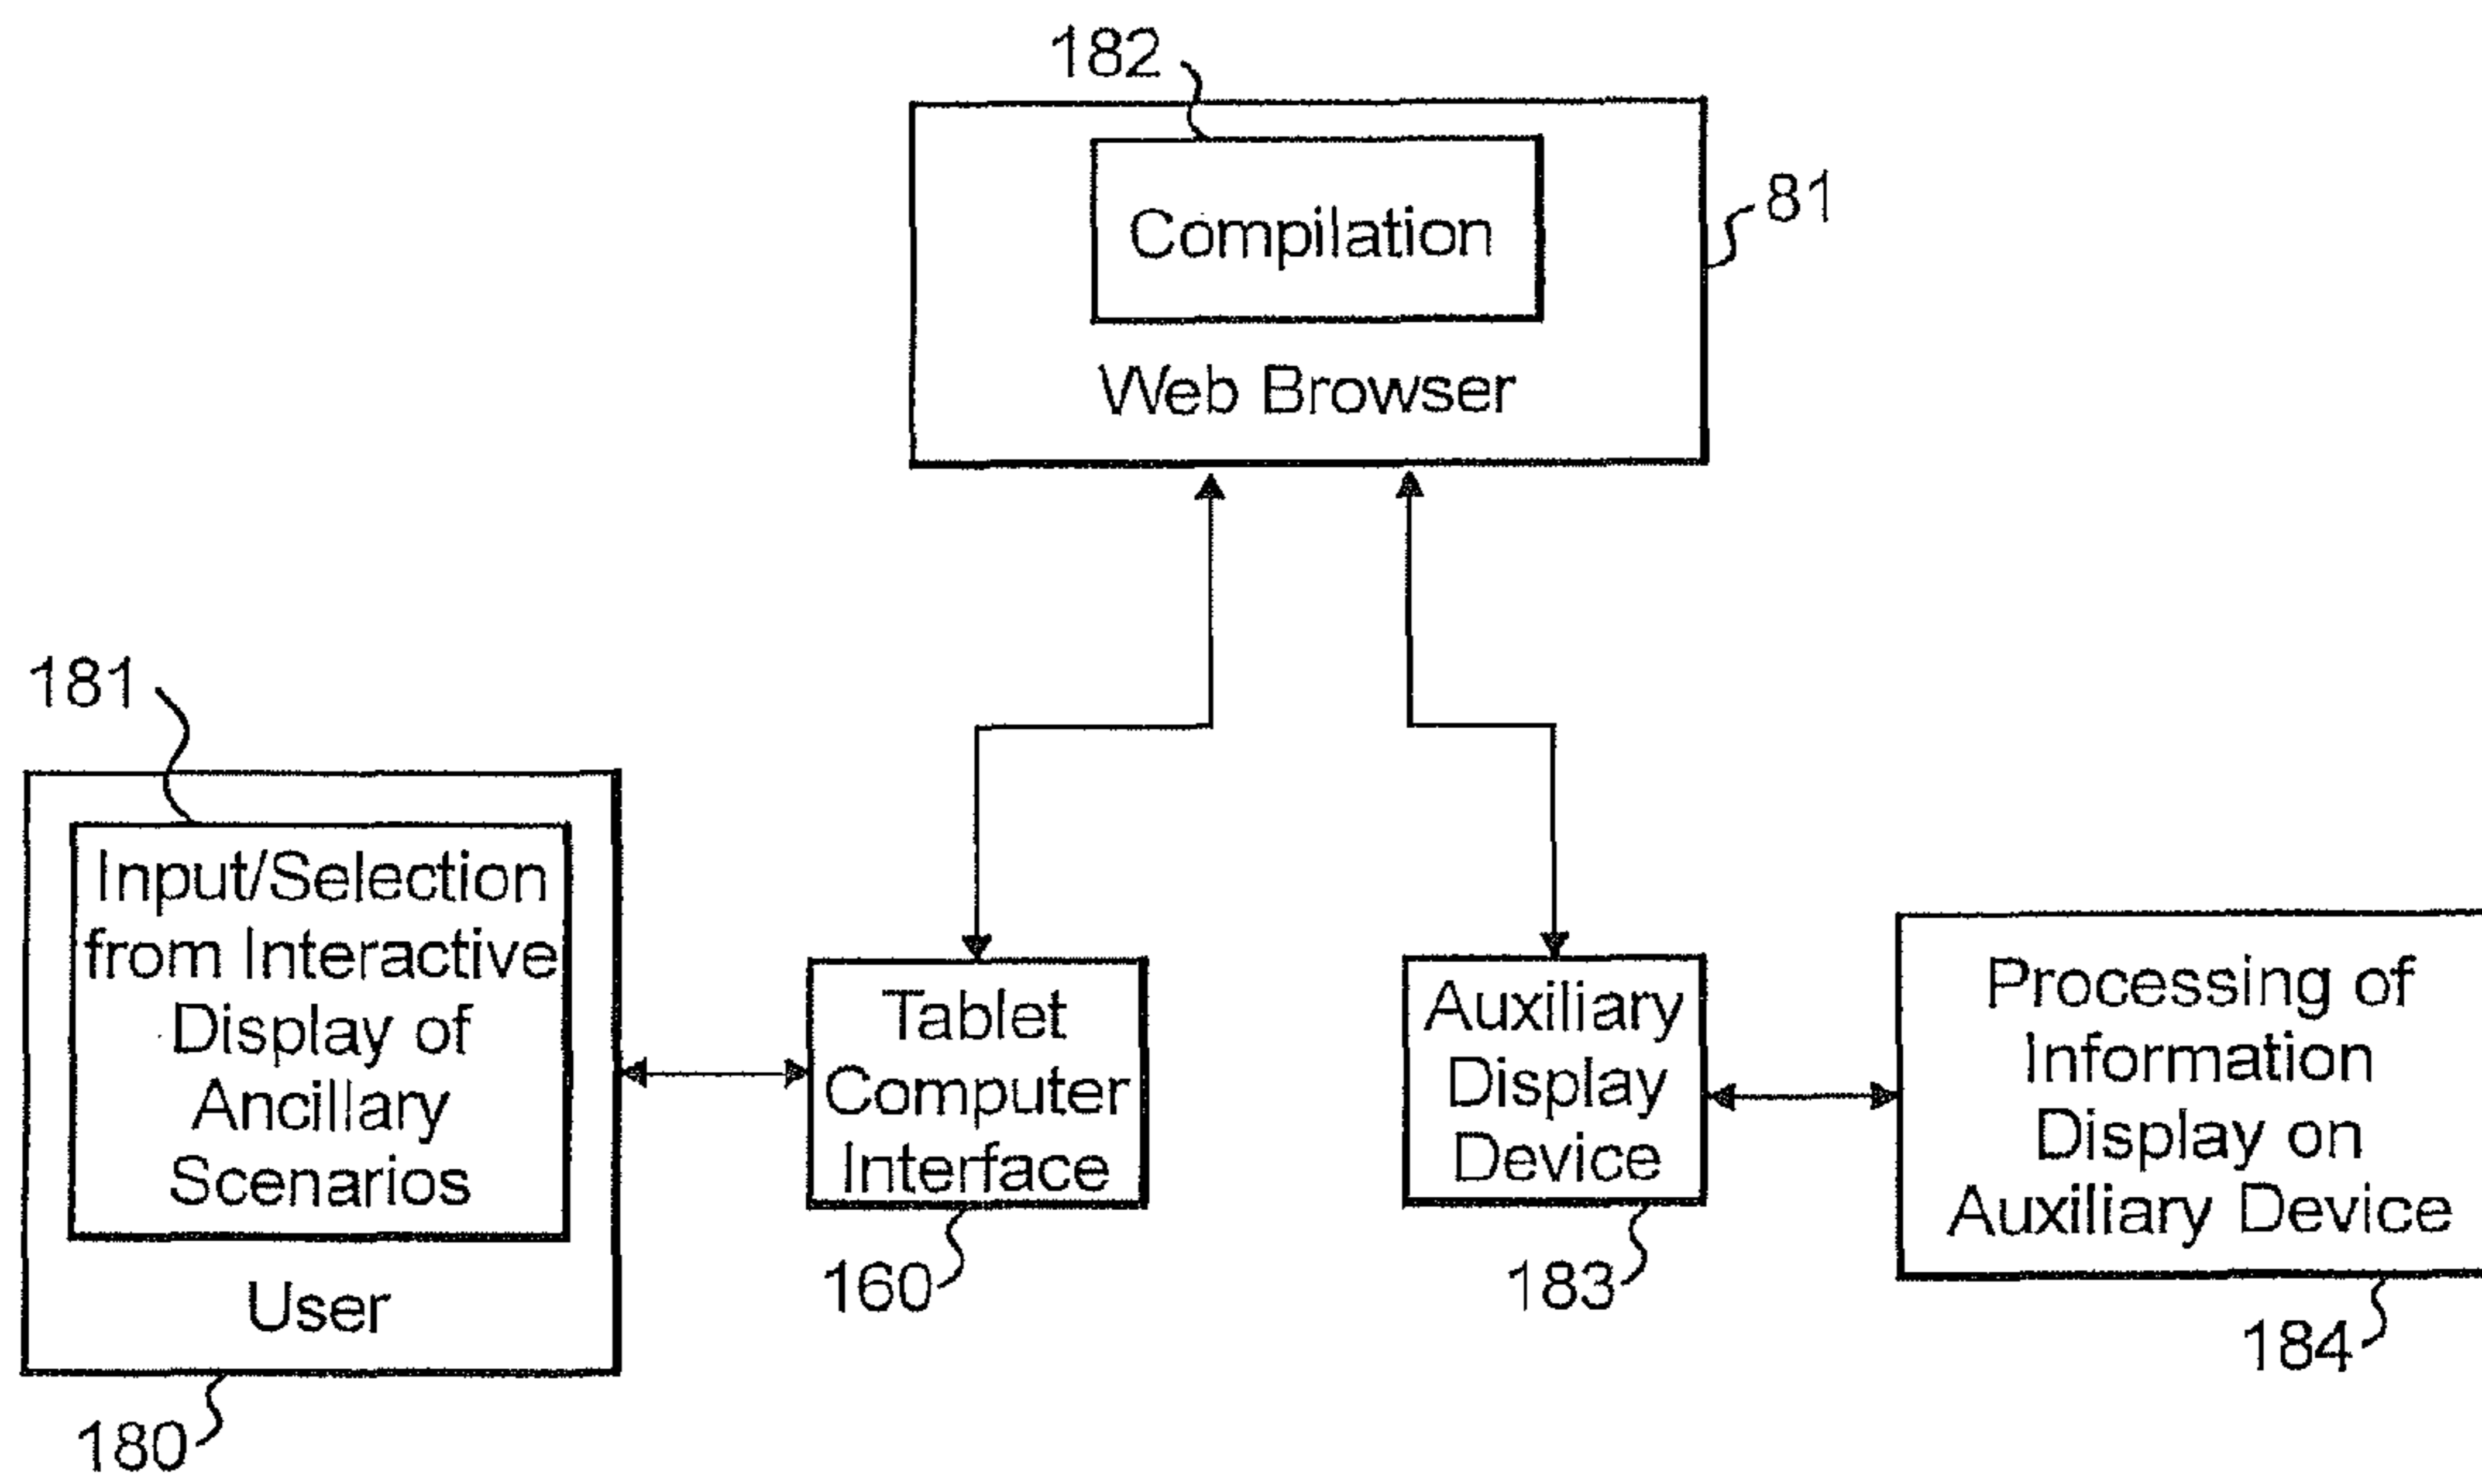 182
Compilation
81
Web Browser
181
Input/Selection
from Interactive
Display of
Ancillary
Scenarios
User
180
Tablet
Computer
Interface
160
Auxiliary
Display
Device
183
Processing of
Information
Display on
Auxiliary Device
184